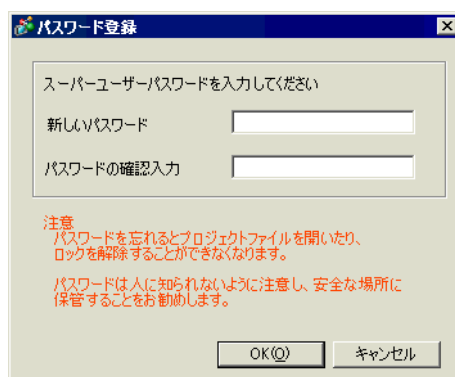 パスワード登録
スーパーユーザーパスワードを入力してください
新しいパスワード
パスワードの確認入力
注意
パスワードを忘れるとプロジェクトファイルを開いたり、
ロックを解除することができなくなります。
パスワードは人に知られないように注意し、安全な場所に
保管することをお勧めします。
OK(O)
キャンセル